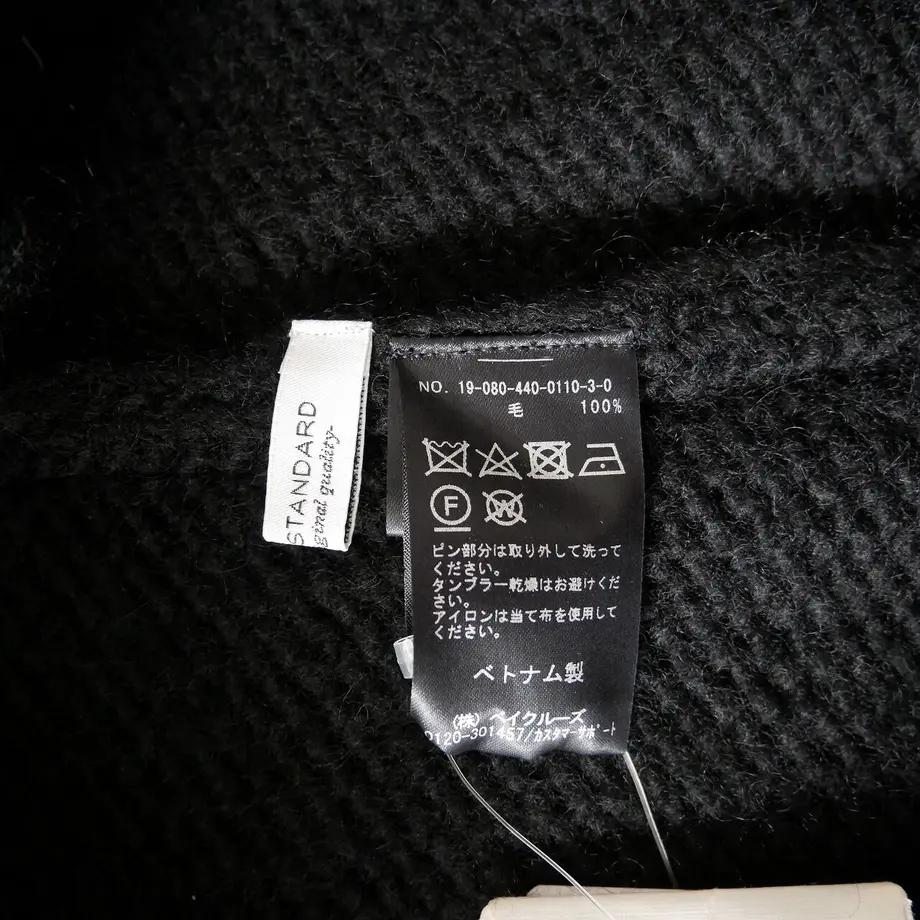 STANDARD
ginal quality-
NO. 19-080-440-0110-3-0
毛 100%
F
W
ピン部分は取り外して洗って
ください。
タンブラー乾燥はお避けくだ
さい。
アイロンは当て布を使用して
ください。
ベトナム製
(株) ベイクルーズ
0120-301457/カスタマーサポート